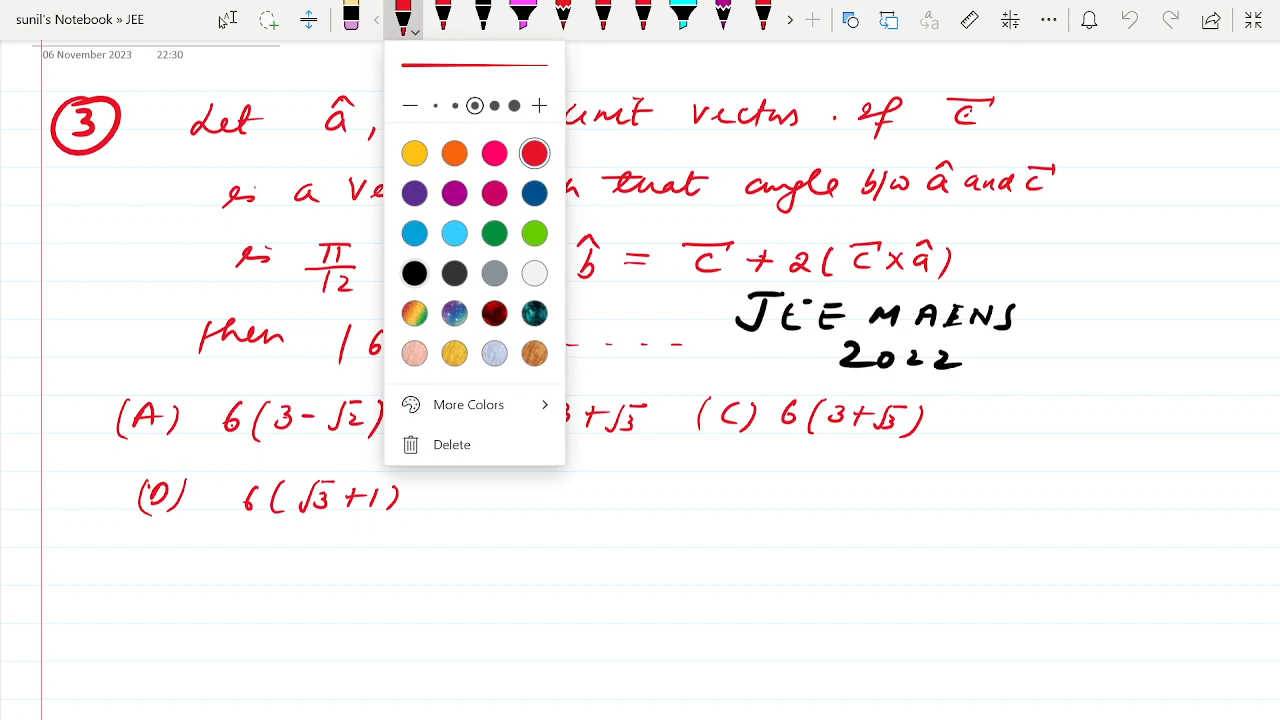 sunil's Notebook » JEE
06 November 2023 22:30
③ Let â, unit vectors. If c⃗
is a that angle b/w â and c⃗
is π/12 b̂ = c⃗ + 2(c⃗ × â)
JEE MAINS
then |6 ....
2022
(A) 6(3-√2) 3+√3 (C) 6(3+√3)
More Colors
Delete
(D) 6(√3+1)